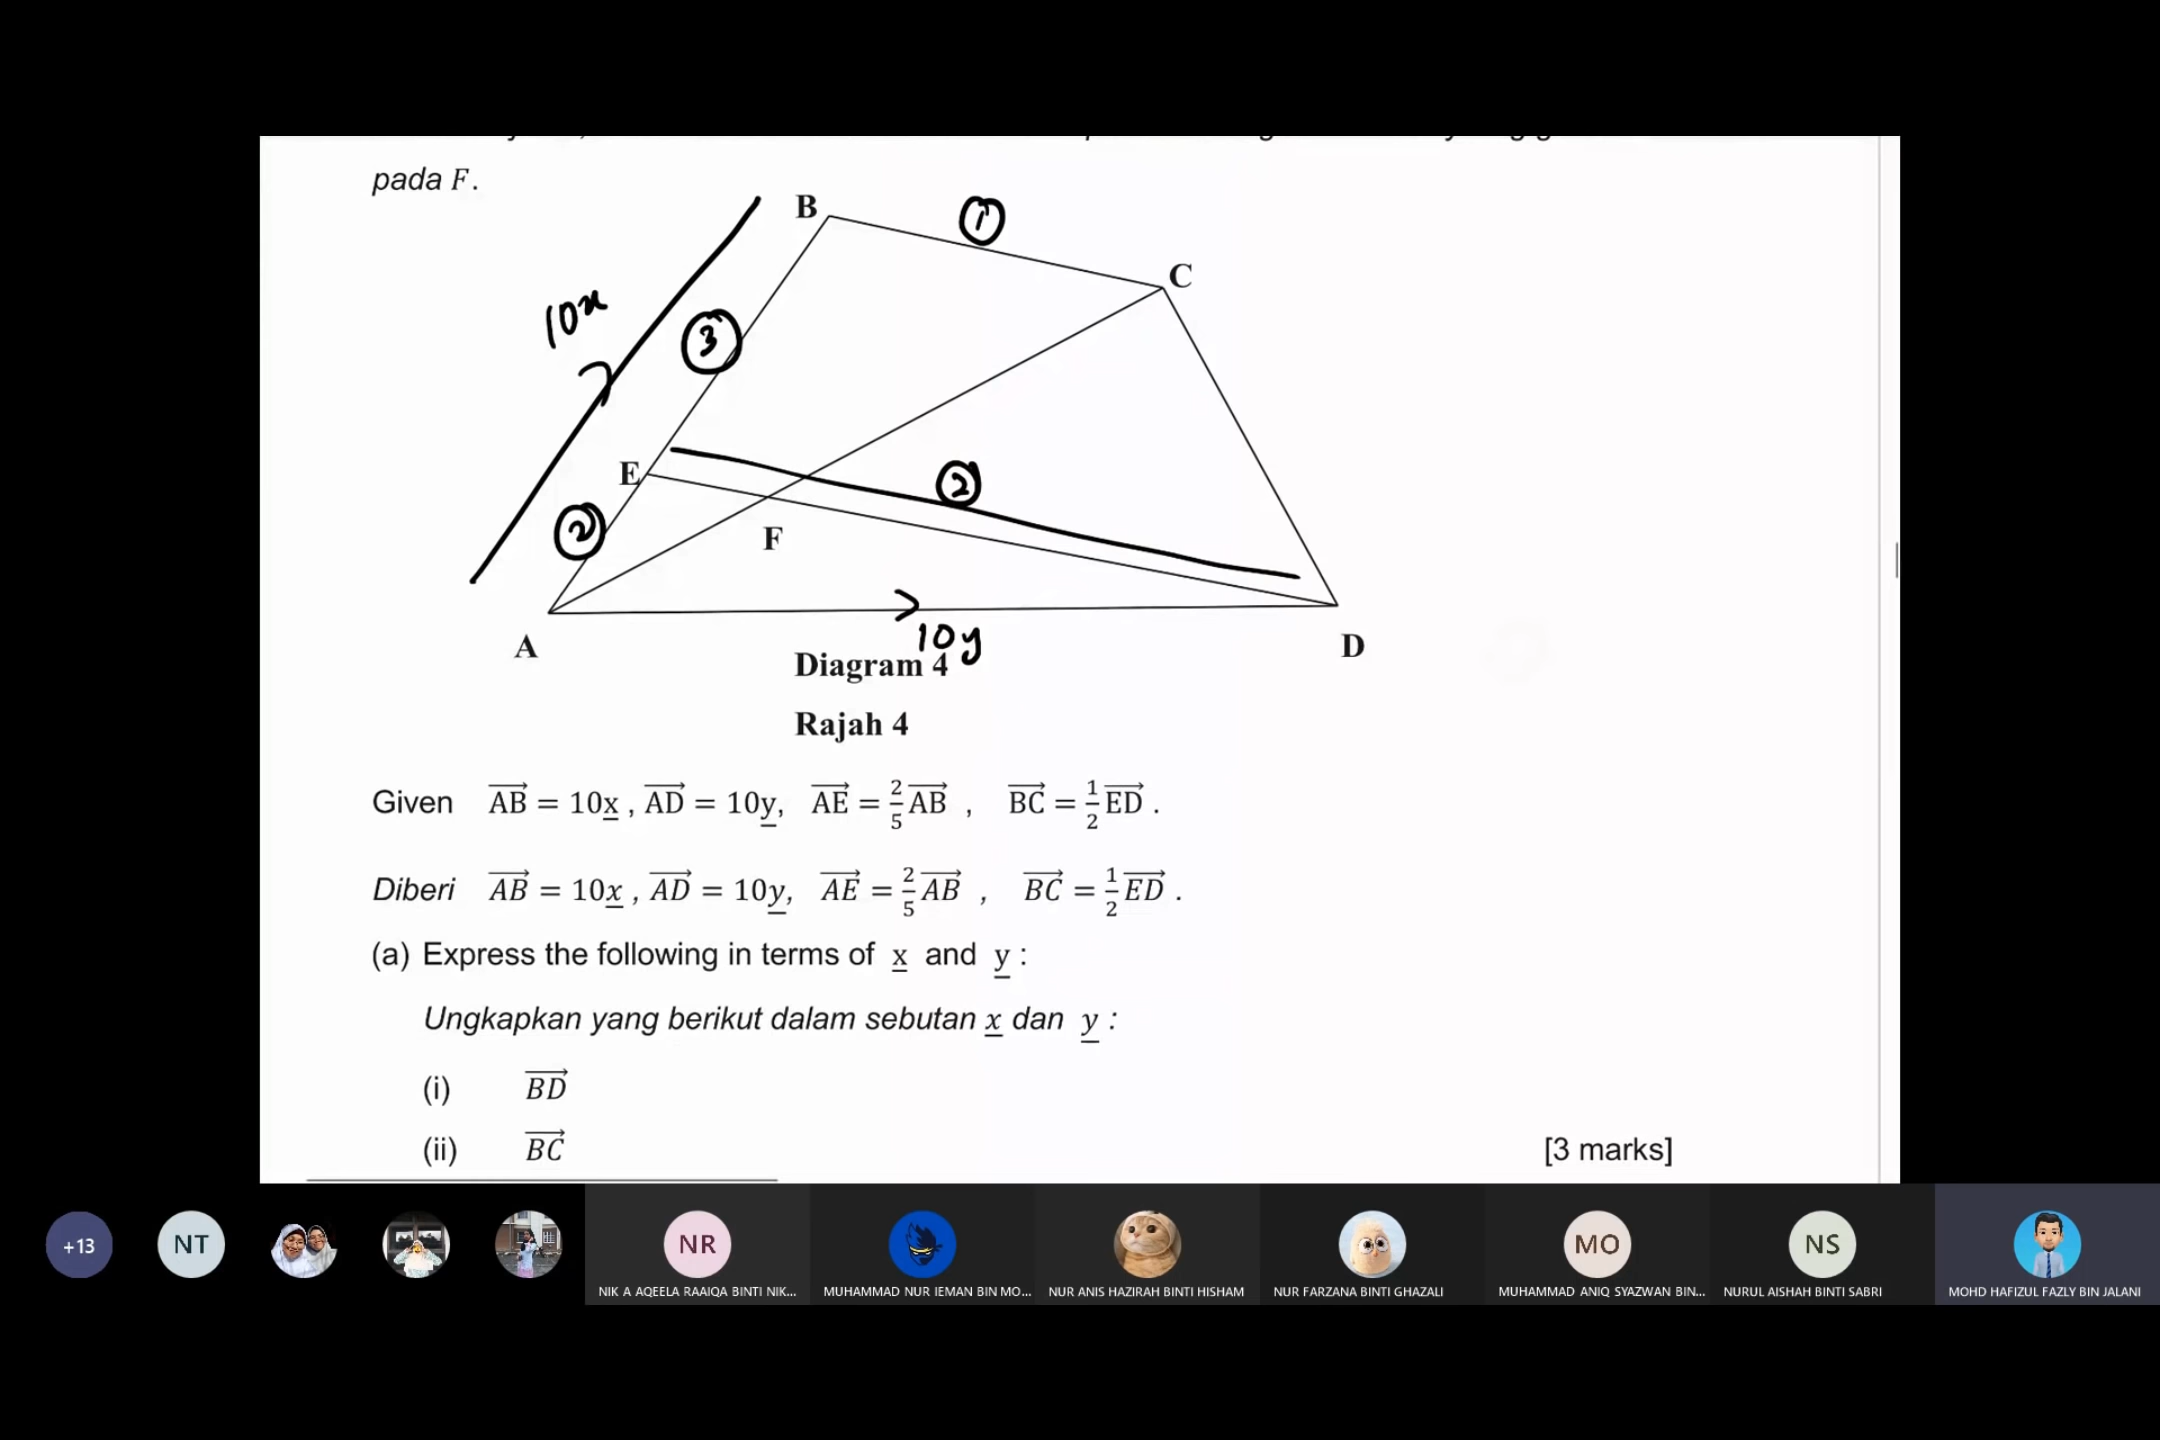 pada F.
B
①
C
10x
③
E
②
②
F
A
10y
D
Diagram 4
Rajah 4
Given AB = 10x , AD = 10y, AE = 2/5 AB , BC = 1/2 ED .
Diberi AB = 10x , AD = 10y, AE = 2/5 AB , BC = 1/2 ED .
(a) Express the following in terms of x and y :
Ungkapkan yang berikut dalam sebutan x dan y :
(i) BD
(ii) BC [3 marks]
+13 NT NR MO NS
NIK A AQEELA RAAIQA BINTI NIK... MUHAMMAD NUR IEMAN BIN MO... NUR ANIS HAZIRAH BINTI HISHAM NUR FARZANA BINTI GHAZALI MUHAMMAD ANIQ SYAZWAN BIN... NURUL AISHAH BINTI SABRI MOHD HAFIZUL FAZLY BIN JALANI